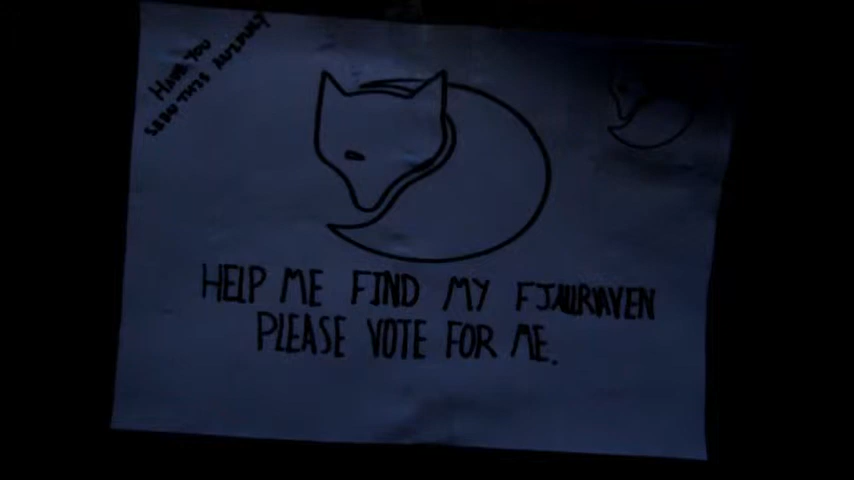 HAVE YOU
SEEN THIS ANIMAL?
HELP ME FIND MY FJALLRAVEN
PLEASE VOTE FOR ME.